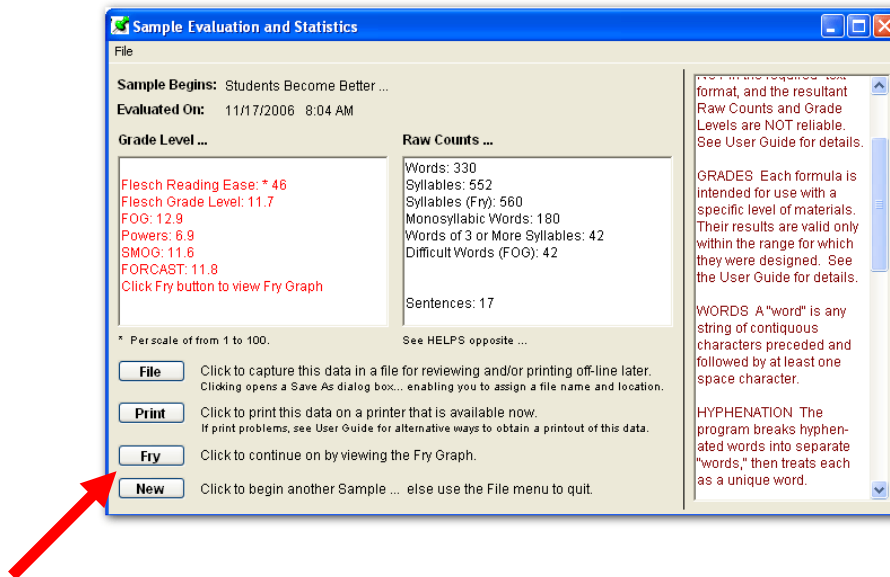 Sample Evaluation and Statistics
File
Sample Begins: Students Become Better ...
Evaluated On: 11/17/2006 8:04 AM
Grade Level ...
Flesch Reading Ease: * 46
Flesch Grade Level: 11.7
FOG: 12.9
Powers: 6.9
SMOG: 11.6
FORCAST: 11.8
Click Fry button to view Fry Graph
* Per scale of from 1 to 100.
Raw Counts ...
Words: 330
Syllables: 552
Syllables (Fry): 560
Monosyllabic Words: 180
Words of 3 or More Syllables: 42
Difficult Words (FOG): 42
Sentences: 17
See HELPS opposite ...
File Click to capture this data in a file for reviewing and/or printing off-line later.
Clicking opens a Save As dialog box... enabling you to assign a file name and location.
Print Click to print this data on a printer that is available now.
If print problems, see User Guide for alternative ways to obtain a printout of this data.
Fry Click to continue on by viewing the Fry Graph.
New Click to begin another Sample ... else use the File menu to quit.
NOT in the required text
format, and the resultant
Raw Counts and Grade
Levels are NOT reliable.
See User Guide for details.
GRADES Each formula is
intended for use with a
specific level of materials.
Their results are valid only
within the range for which
they were designed. See
the User Guide for details.
WORDS A "word" is any
string of contiquous
characters preceded and
followed by at least one
space character.
HYPHENATION The
program breaks hyphen-
ated words into separate
"words," then treats each
as a unique word.